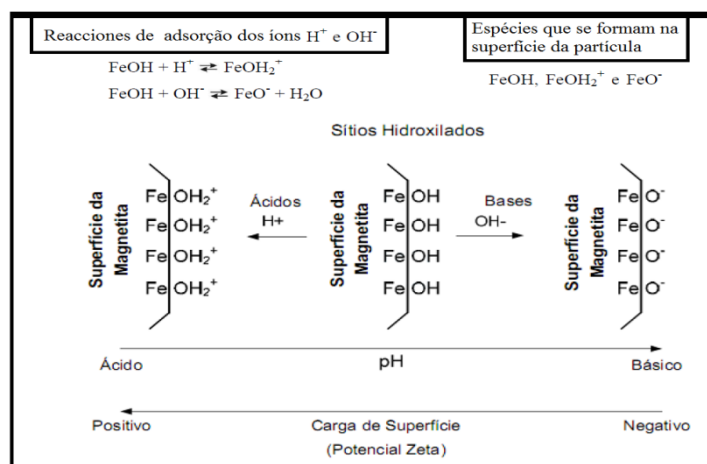 Reacciones de adsorção dos íons H⁺ e OH⁻
FeOH + H⁺ ⇌ FeOH₂⁺
FeOH + OH⁻ ⇌ FeO⁻ + H₂O
Espécies que se formam na
superfície da partícula
FeOH, FeOH₂⁺ e FeO⁻
Sítios Hidroxilados
Superfície da
Magnetita
Fe OH₂⁺
Fe OH₂⁺
Fe OH₂⁺
Fe OH₂⁺
Ácidos
H+
Superfície da
Magnetita
Fe OH
Fe OH
Fe OH
Fe OH
Bases
OH-
Superfície da
Magnetita
Fe O⁻
Fe O⁻
Fe O⁻
Fe O⁻
Ácido pH Básico
Positivo Carga de Superfície Negativo
(Potencial Zeta)